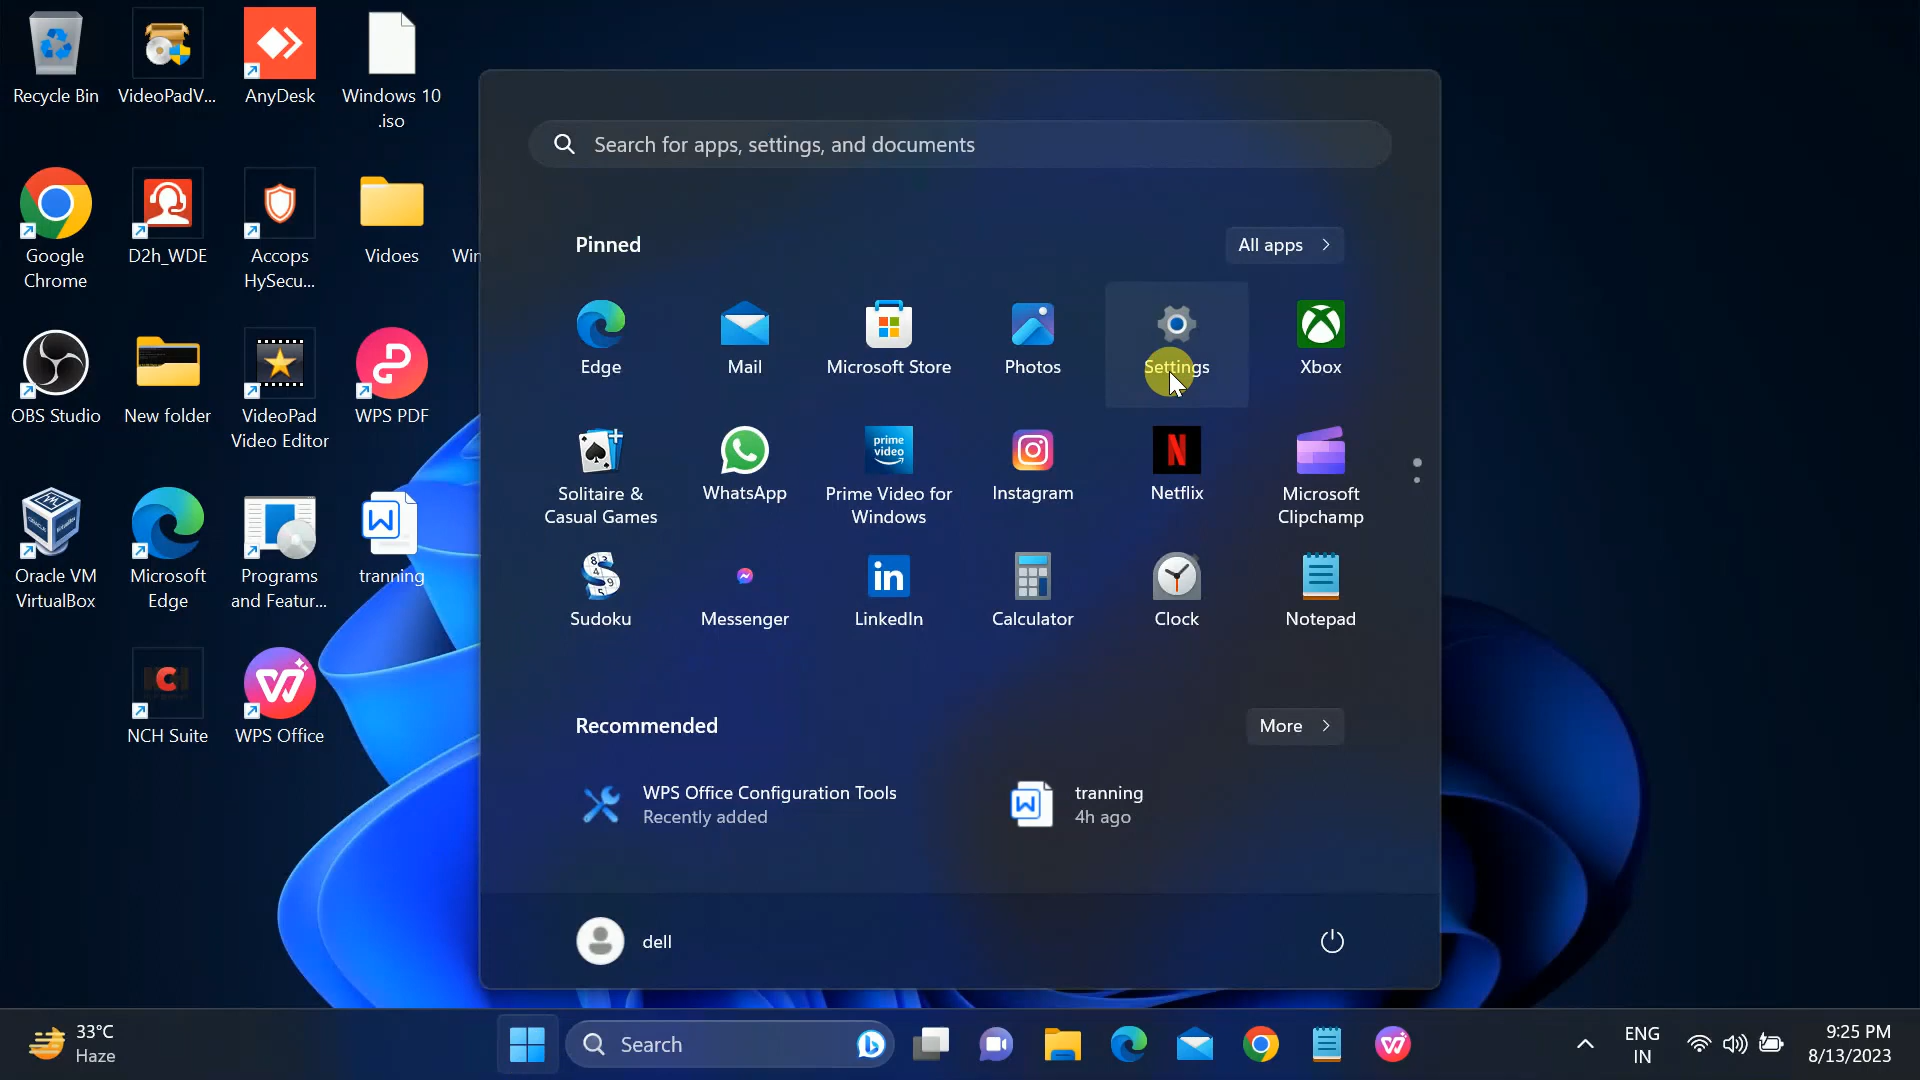 Recycle Bin
VideoPadV...
AnyDesk
Windows 10
.iso
Google
Chrome
D2h_WDE
Accops
HySecu...
Vidoes
OBS Studio
New folder
VideoPad
Video Editor
WPS PDF
Oracle VM
VirtualBox
Microsoft
Edge
Programs
and Featur...
tranning
NCH Suite
WPS Office
Search for apps, settings, and documents
Pinned
All apps
Edge
Mail
Microsoft Store
Photos
Settings
Xbox
prime
video
Solitaire &
Casual Games
WhatsApp
Prime Video for
Windows
Instagram
Netflix
Microsoft
Clipchamp
Sudoku
Messenger
LinkedIn
Calculator
Clock
Notepad
Recommended
More
WPS Office Configuration Tools
Recently added
tranning
4h ago
dell
33°C
Haze
Search
ENG
IN
9:25 PM
8/13/2023